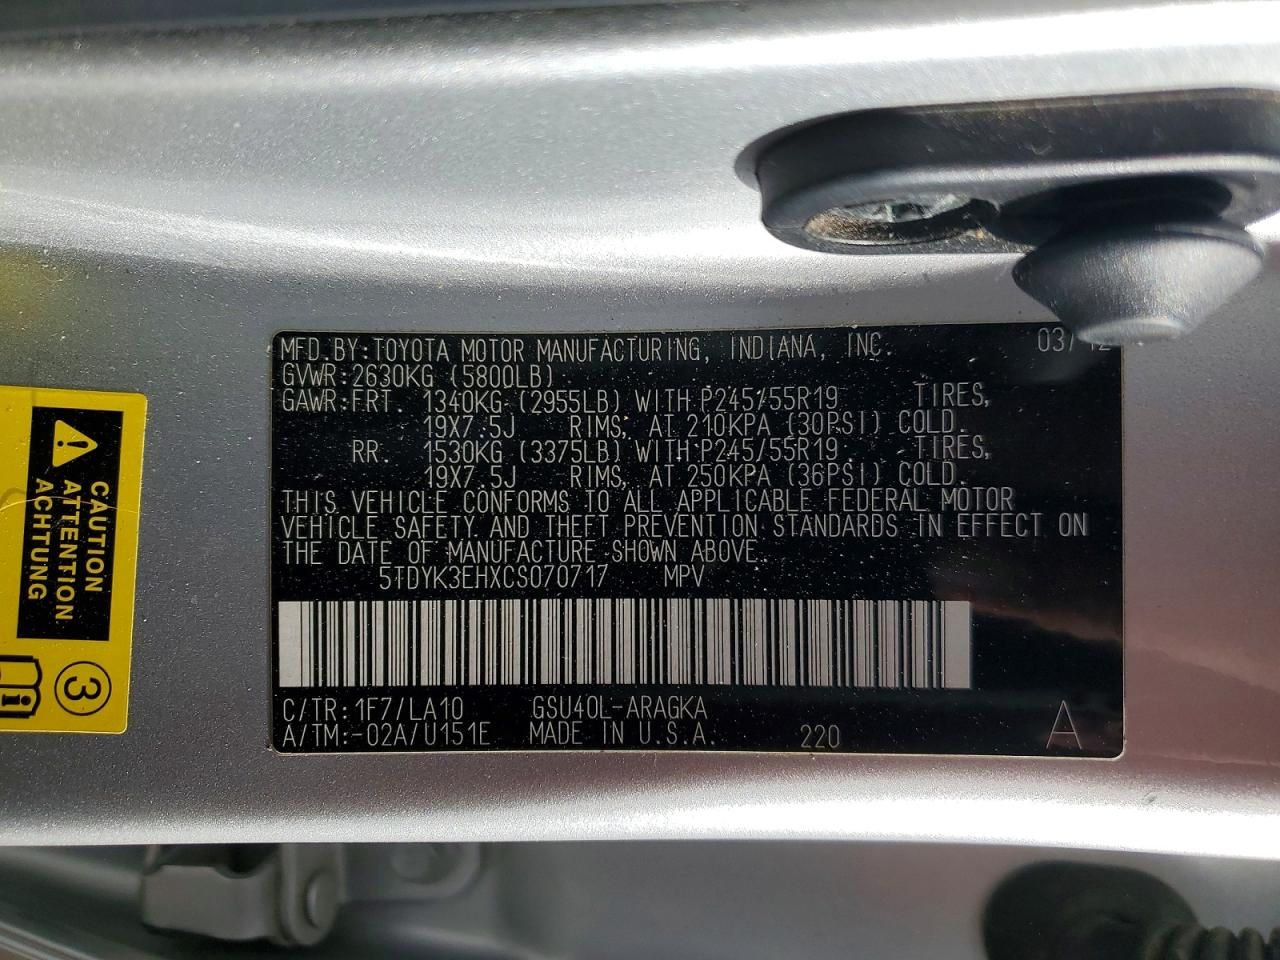 MFD.BY:TOYOTA MOTOR MANUFACTURING, INDIANA, INC. 03/12
GVWR:2630KG (5800LB)
GAWR:FRT. 1340KG (2955LB) WITH P245/55R19 TIRES,
19X7.5J RIMS, AT 210KPA (30PSI) COLD.
RR. 1530KG (3375LB) WITH P245/55R19 TIRES,
19X7.5J RIMS, AT 250KPA (36PSI) COLD.
THIS VEHICLE CONFORMS TO ALL APPLICABLE FEDERAL MOTOR
VEHICLE SAFETY, AND THEFT PREVENTION STANDARDS IN EFFECT ON
THE DATE OF MANUFACTURE SHOWN ABOVE.
5TDYK3EHXCS070717 MPV
C/TR:1F7/LA10 GSU40L-ARAGKA
A/TM:-02A/U151E MADE IN U.S.A. 220 A
CAUTION
ATTENTION
ACHTUNG
3